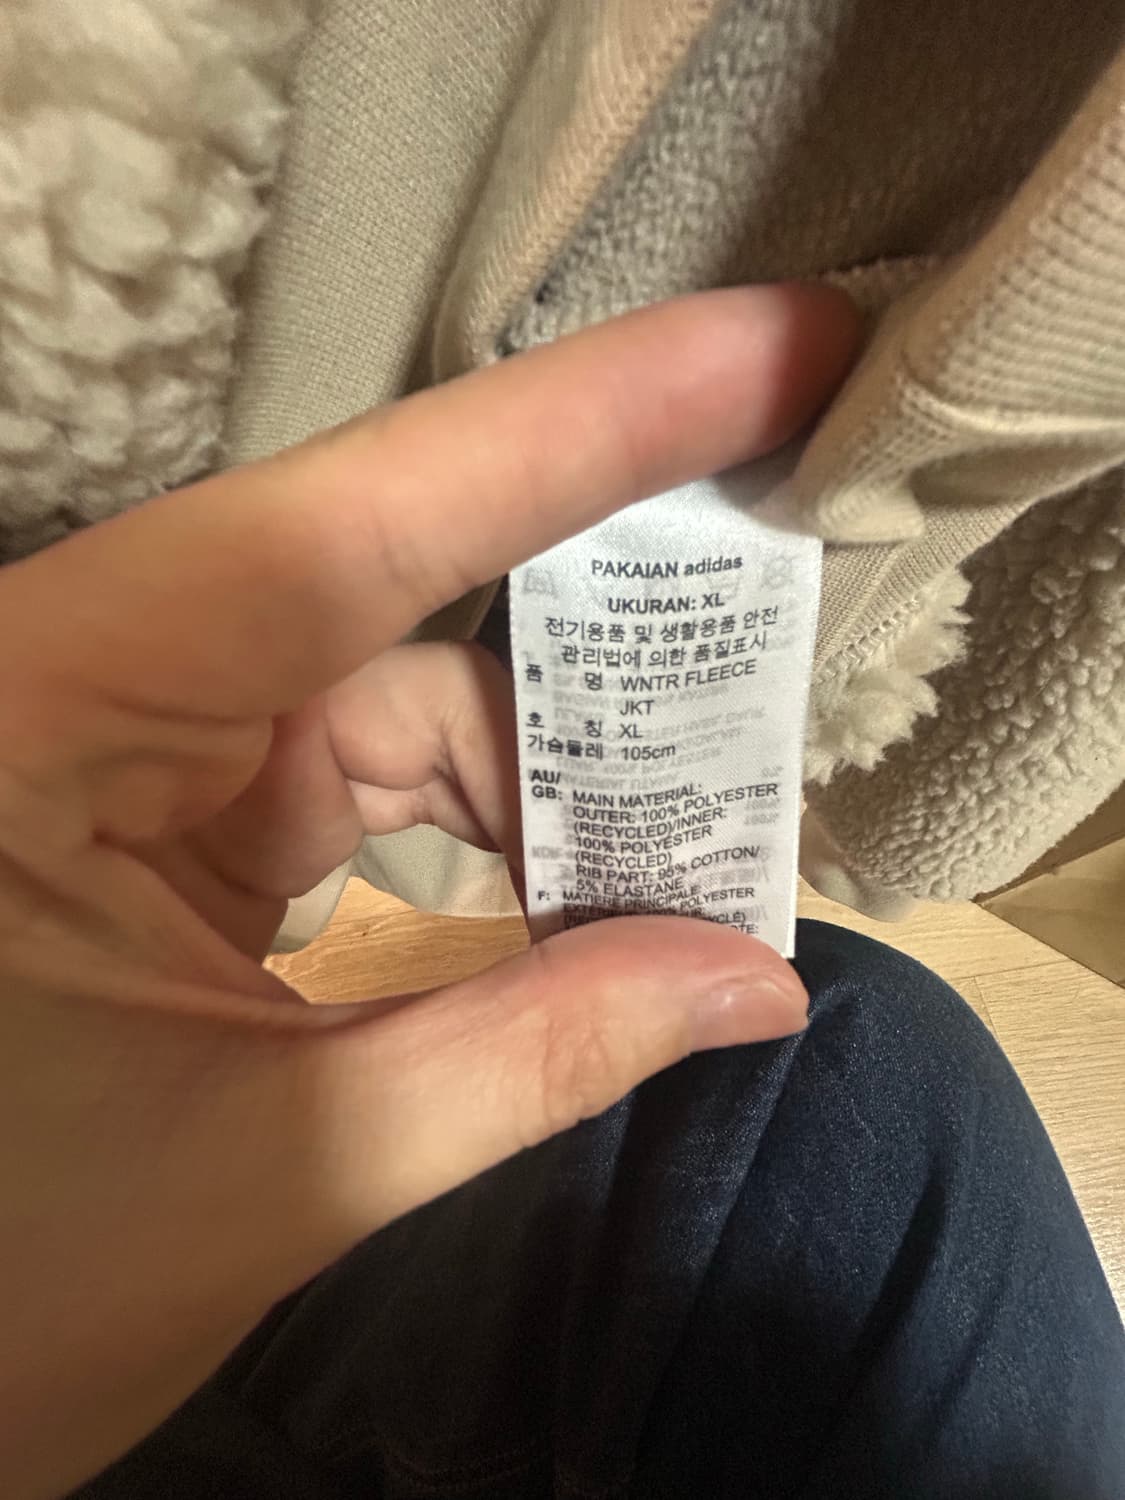 PAKAIAN adidas
UKURAN: XL
전기용품 및 생활용품 안전
관리법에 의한 품질표시
품 명 WNTR FLEECE
JKT
호 칭 XL
가슴둘레 105cm
AU/
GB: MAIN MATERIAL:
OUTER: 100% POLYESTER
(RECYCLED)/INNER:
100% POLYESTER
(RECYCLED)
RIB PART: 95% COTTON/
5% ELASTANE
F: MATIERE PRINCIPALE:
POLYESTER